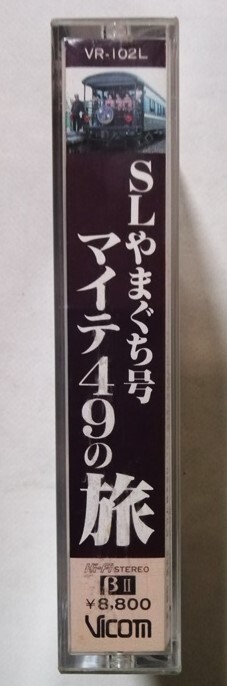 VR-102L
SLやまぐち号
マイテ49の
旅
Hi-Fi STEREO
β II
¥8,800
Vicom